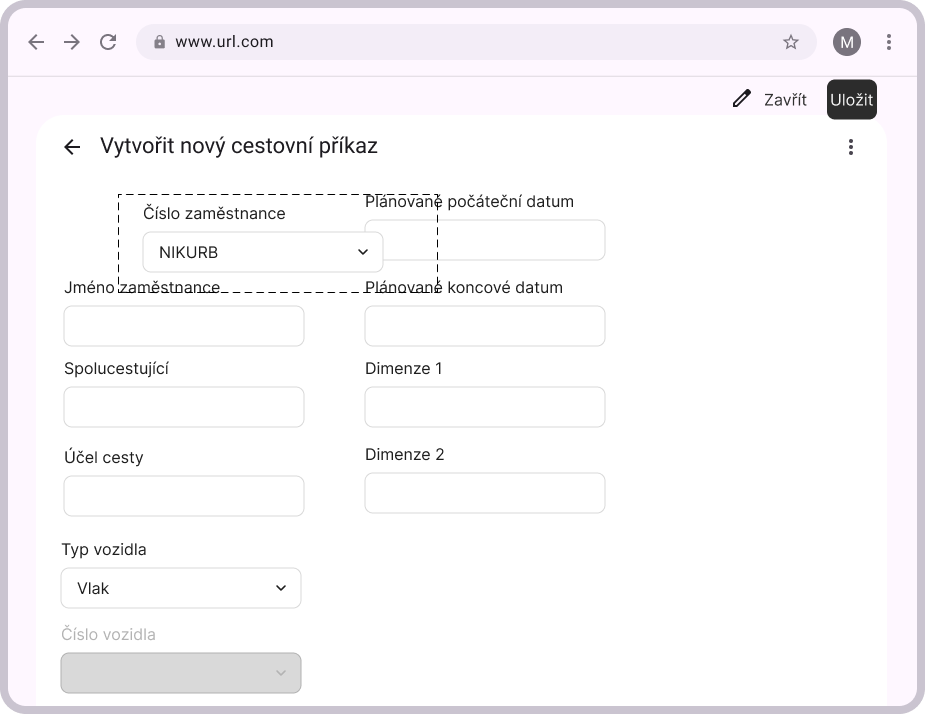 www.url.com
M
Zavřít
Uložit
Vytvořit nový cestovní příkaz
Číslo zaměstnance
NIKURB
Plánované počáteční datum
Jméno zaměstnance
Plánované koncové datum
Spolucestující
Dimenze 1
Účel cesty
Dimenze 2
Typ vozidla
Vlak
Číslo vozidla